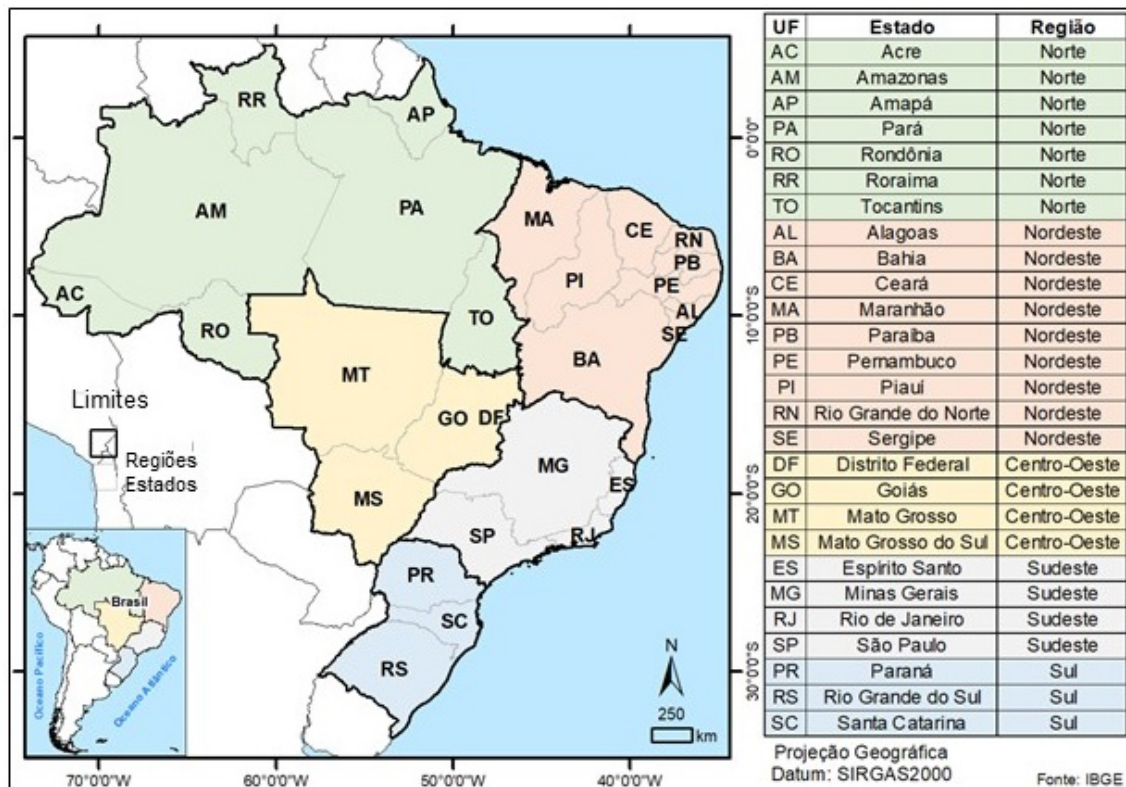 RR
AP
AM
PA
MA
CE
RN
PB
PI
PE
AC
AL
TO
SE
RO
BA
MT
GO DF
Limites
Regiões
Estados
MG
ES
MS
SP
RJ
PR
SC
RS
Brasil
Oceano Pacífico
Oceano Atlântico
N
250
km
70°0'0"W
60°0'0"W
50°0'0"W
40°0'0"W
0°0'0"
10°0'0"S
20°0'0"S
30°0'0"S
UF Estado Região
AC Acre Norte
AM Amazonas Norte
AP Amapá Norte
PA Pará Norte
RO Rondônia Norte
RR Roraima Norte
TO Tocantins Norte
AL Alagoas Nordeste
BA Bahia Nordeste
CE Ceará Nordeste
MA Maranhão Nordeste
PB Paraíba Nordeste
PE Pernambuco Nordeste
PI Piauí Nordeste
RN Rio Grande do Norte Nordeste
SE Sergipe Nordeste
DF Distrito Federal Centro-Oeste
GO Goiás Centro-Oeste
MT Mato Grosso Centro-Oeste
MS Mato Grosso do Sul Centro-Oeste
ES Espírito Santo Sudeste
MG Minas Gerais Sudeste
RJ Rio de Janeiro Sudeste
SP São Paulo Sudeste
PR Paraná Sul
RS Rio Grande do Sul Sul
SC Santa Catarina Sul
Projeção Geográfica
Datum: SIRGAS2000
Fonte: IBGE